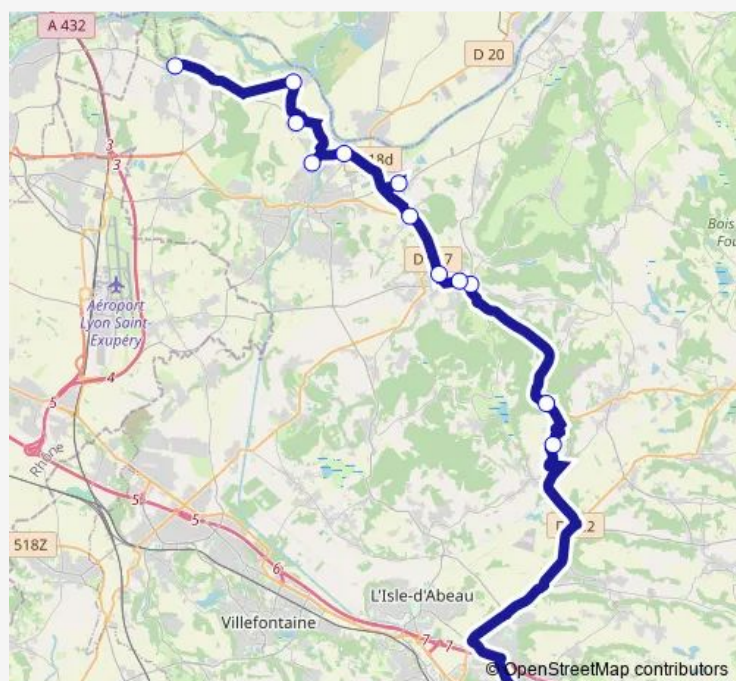 A 432
D 20
3
3
18d
Bois
Fou
D 7
Aéroport
Lyon Saint-
Exupéry
4
5
Rhône
5
5
518Z
D 2
6
L'Isle-d'Abeau
Villefontaine
7 7
© OpenStreetMap contributors